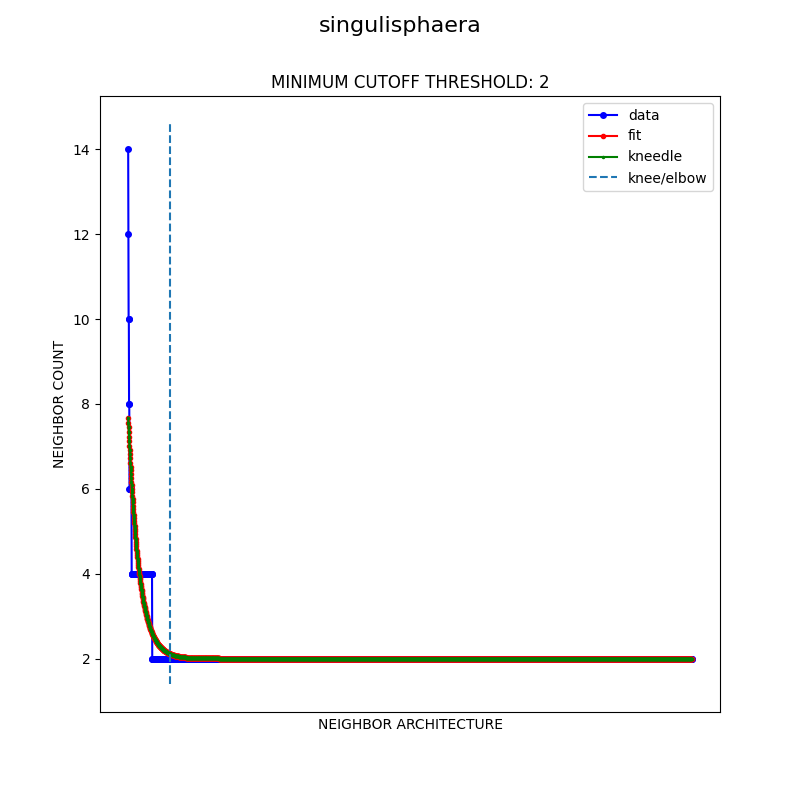 singulisphaera
MINIMUM CUTOFF THRESHOLD: 2
data
fit
kneedle
knee/elbow
14
12
10
8
6
4
2
NEIGHBOR COUNT
NEIGHBOR ARCHITECTURE